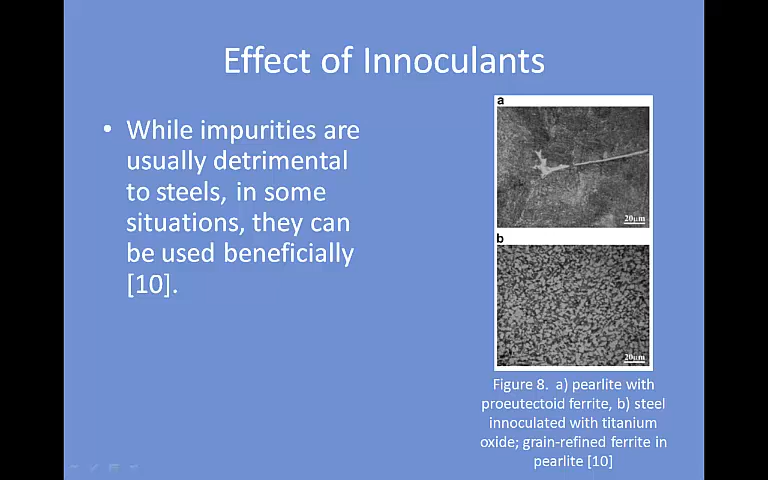 Effect of Innoculants
• While impurities are
usually detrimental
to steels, in some
situations, they can
be used beneficially
[10].
a
20μm
b
20μm
Figure 8. a) pearlite with
proeutectoid ferrite, b) steel
innoculated with titanium
oxide; grain-refined ferrite in
pearlite [10]